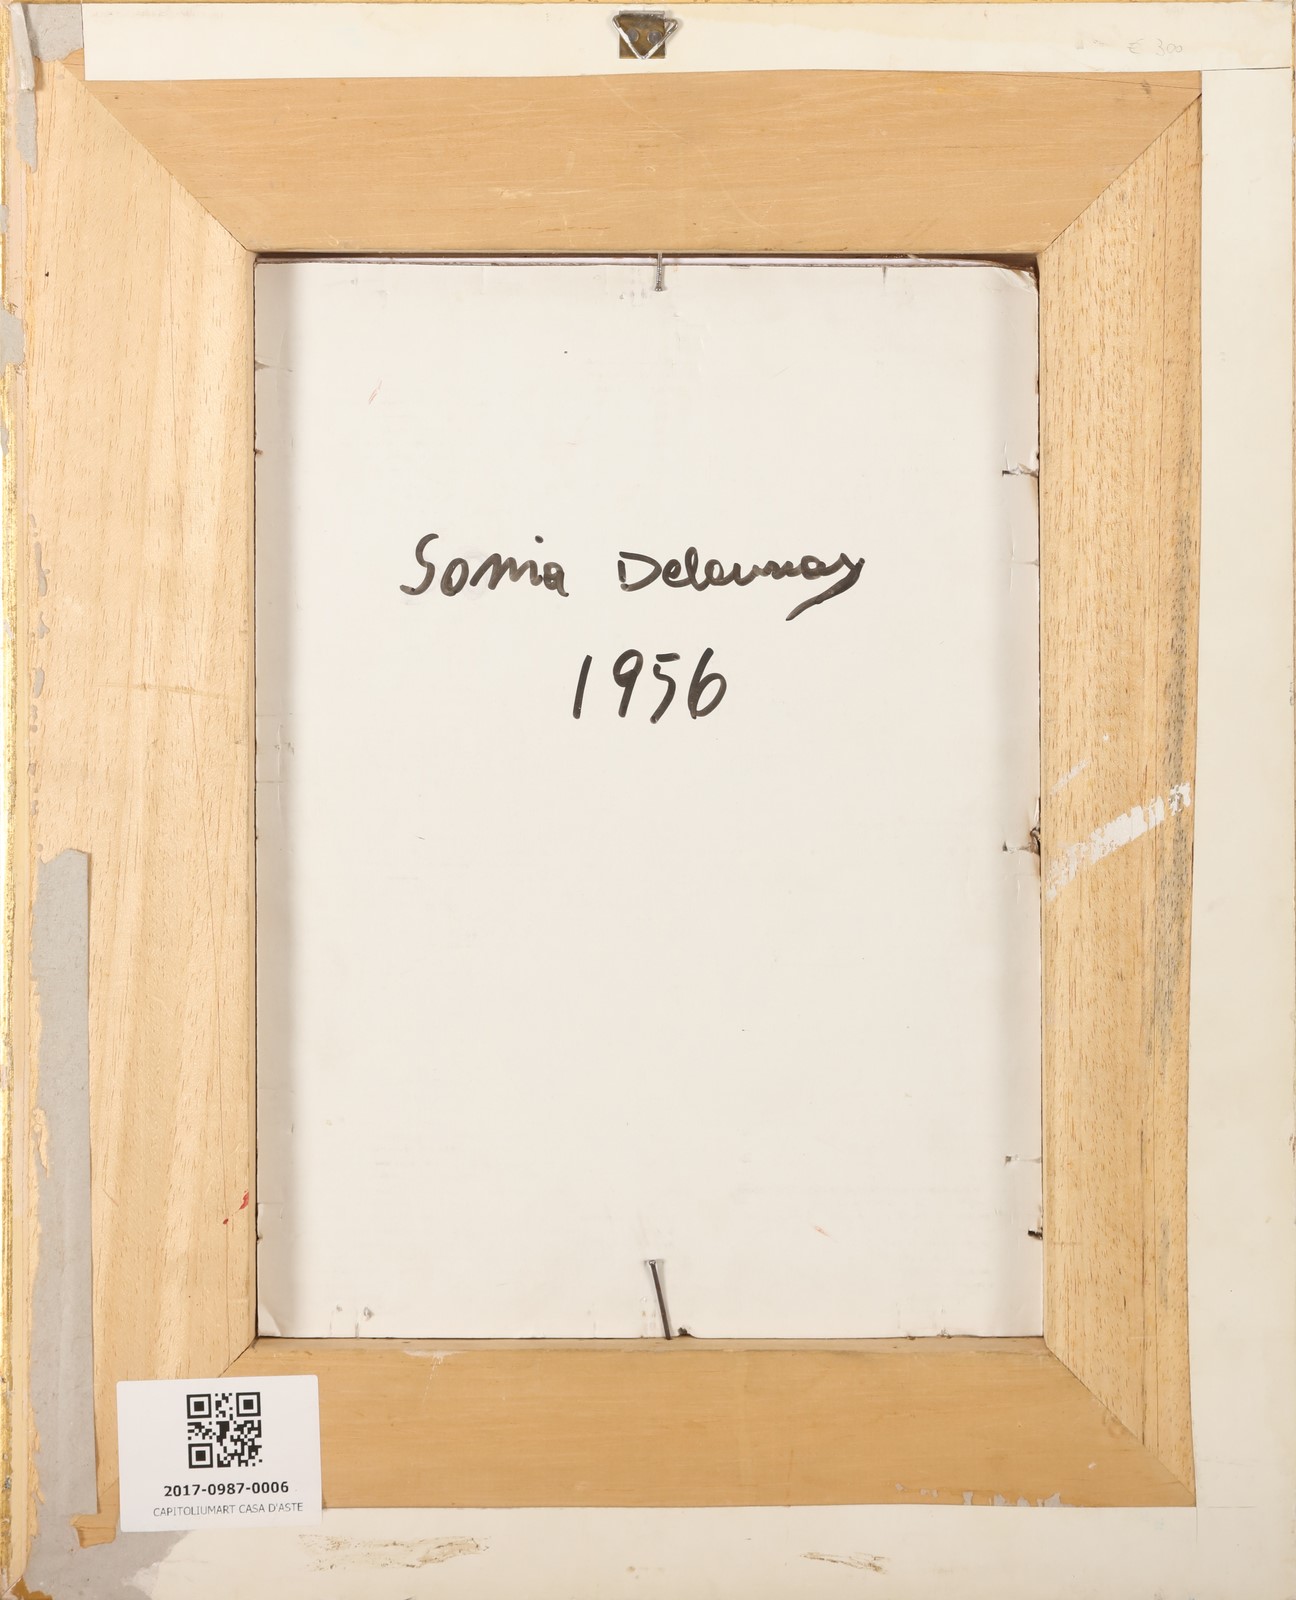 € 300
Sonia Delaunay
1956
2017-0987-0006
CAPITOLIUMART CASA D'ASTE